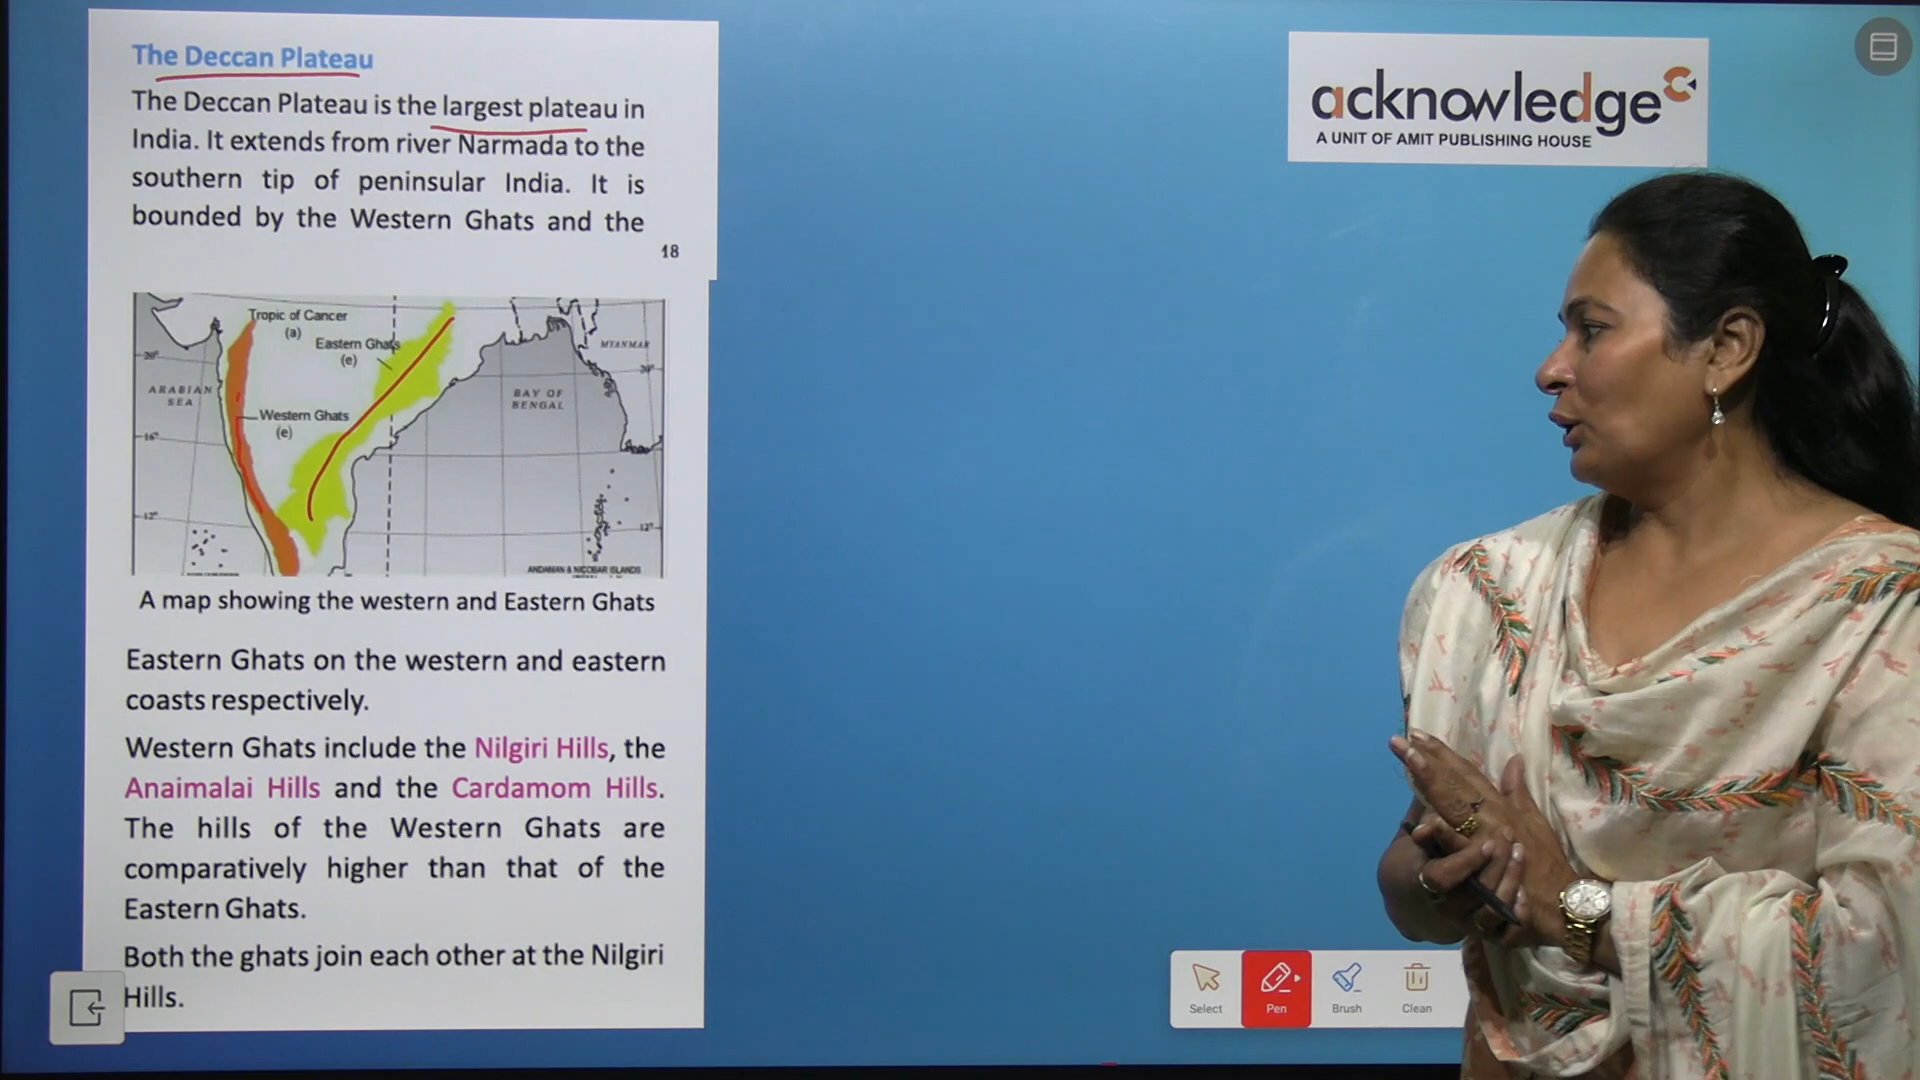 The Deccan Plateau
The Deccan Plateau is the largest plateau in
India. It extends from river Narmada to the
southern tip of peninsular India. It is
bounded by the Western Ghats and the
18
Tropic of Cancer
(a)
Eastern Ghats
(e)
MYANMAR
20°
20°
ARABIAN
SEA
BAY OF
BENGAL
Western Ghats
(e)
16°
12°
12°
ANDAMAN & NICOBAR ISLANDS
A map showing the western and Eastern Ghats
Eastern Ghats on the western and eastern
coasts respectively.
Western Ghats include the Nilgiri Hills, the
Anaimalai Hills and the Cardamom Hills.
The hills of the Western Ghats are
comparatively higher than that of the
Eastern Ghats.
Both the ghats join each other at the Nilgiri
Hills.
acknowledge
A UNIT OF AMIT PUBLISHING HOUSE
Select
Pen
Brush
Clean